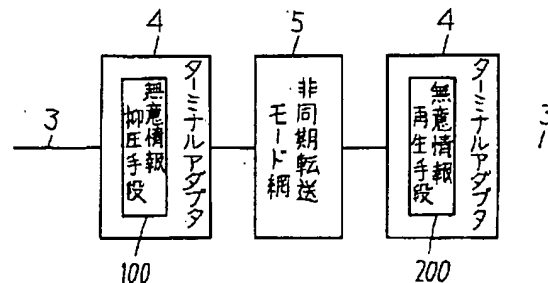 4
5
4
3
ターミナルアダプタ
無意情報
抑圧手段
非同期転送
モード網
ターミナルアダプタ
無意情報
再生手段
3
100
200